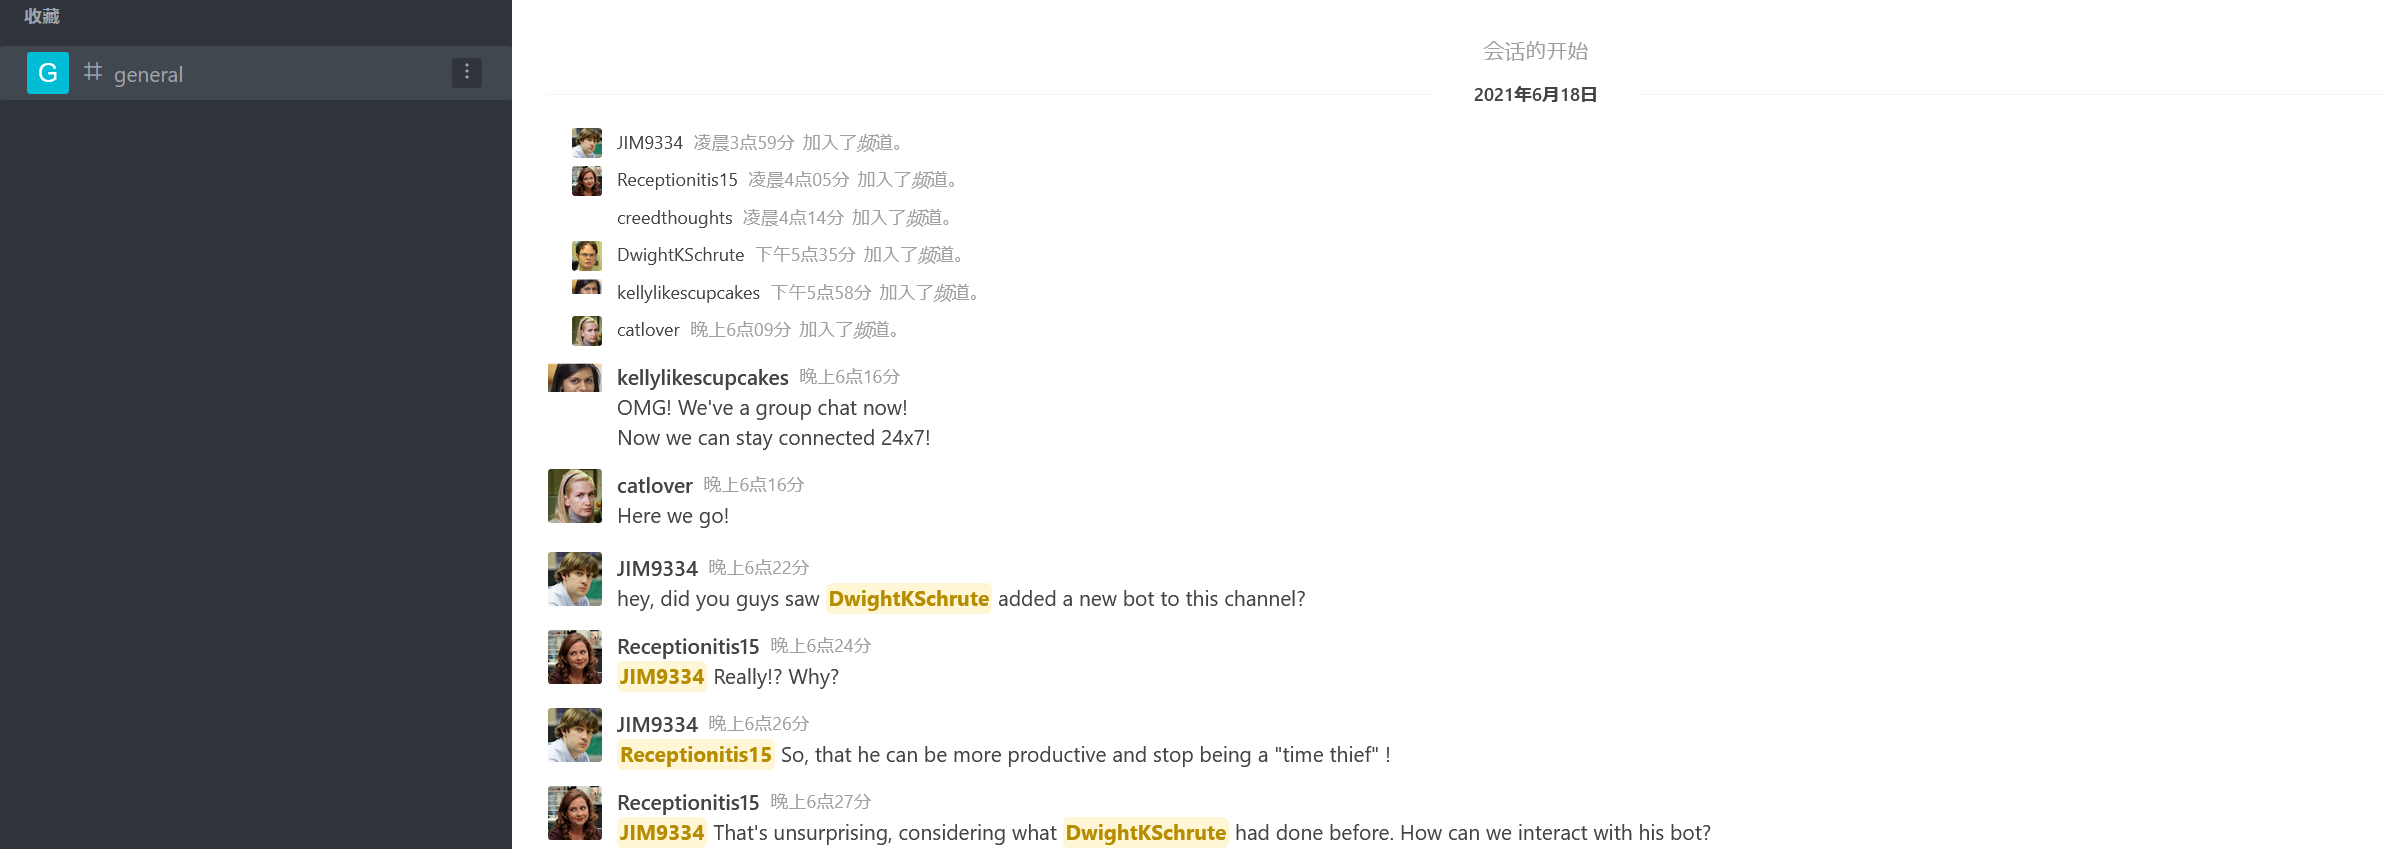 收藏
G # general
会话的开始
2021年6月18日
JIM9334 凌晨3点59分 加入了频道。
Receptionitis15 凌晨4点05分 加入了频道。
creedthoughts 凌晨4点14分 加入了频道。
DwightKSchrute 下午5点35分 加入了频道。
kellylikescupcakes 下午5点58分 加入了频道。
catlover 晚上6点09分 加入了频道。
kellylikescupcakes 晚上6点16分
OMG! We've a group chat now!
Now we can stay connected 24x7!
catlover 晚上6点16分
Here we go!
JIM9334 晚上6点22分
hey, did you guys saw DwightKSchrute added a new bot to this channel?
Receptionitis15 晚上6点24分
JIM9334 Really!? Why?
JIM9334 晚上6点26分
Receptionitis15 So, that he can be more productive and stop being a "time thief" !
Receptionitis15 晚上6点27分
JIM9334 That's unsurprising, considering what DwightKSchrute had done before. How can we interact with his bot?